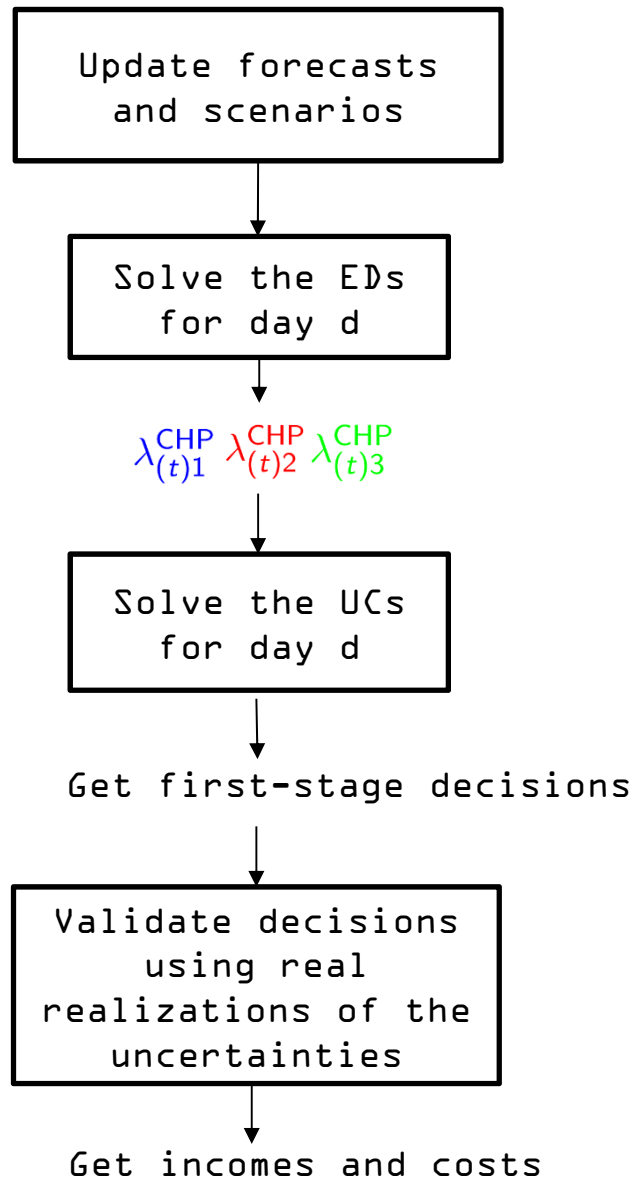 Update forecasts
and scenarios
Solve the EDs
for day d
λ^CHP_(t)1 λ^CHP_(t)2 λ^CHP_(t)3
Solve the UCs
for day d
Get first-stage decisions
Validate decisions
using real
realizations of the
uncertainties
Get incomes and costs